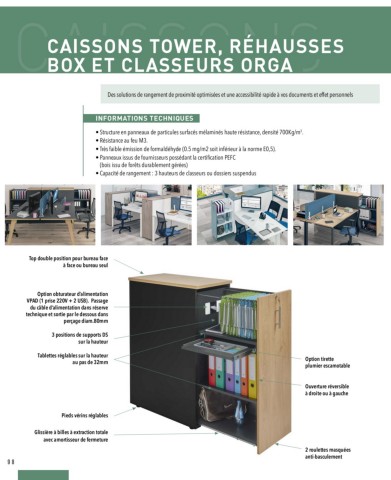 CAISSONS
CAISSONS TOWER, RÉHAUSSES
BOX ET CLASSEURS ORGA
Des solutions de rangement de proximité optimisées et une accessibilité rapide à vos documents et effet personnels
INFORMATIONS TECHNIQUES
• Structure en panneaux de particules surfacés mélaminés haute résistance, densité 700Kg/m³.
• Résistance au feu M3.
• Très faible émission de formaldéhyde (0.5 mg/m2 soit inférieur à la norme E0,5).
• Panneaux issus de fournisseurs possédant la certification PEFC
(bois issu de forêts durablement gérées)
• Capacité de rangement : 3 hauteurs de classeurs ou dossiers suspendus
Top double position pour bureau face
à face ou bureau seul
Option obturateur d'alimentation
VPAD (1 prise 220V + 2 USB). Passage
du câble d'alimentation dans réserve
technique et sortie par le dessous dans
perçage diam.80mm
3 positions de supports DS
sur la hauteur
Tablettes réglables sur la hauteur
au pas de 32mm
Option tirette
plumier escamotable
Ouverture réversible
à droite ou à gauche
Pieds vérins réglables
Glissière à billes à extraction totale
avec amortisseur de fermeture
2 roulettes masquées
anti-basculement